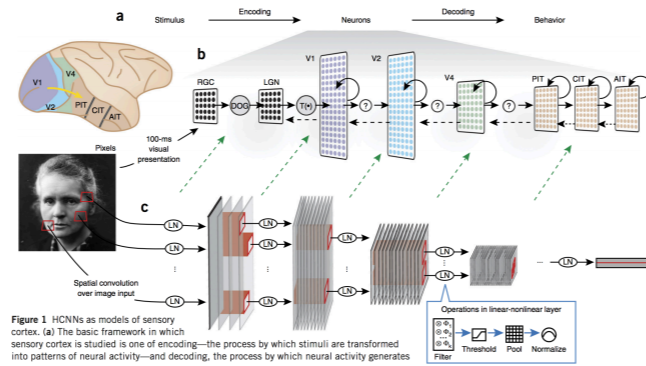 a
Stimulus
Encoding
Neurons
Decoding
Behavior
b
V1
V4
V2
PIT
CIT
AIT
RGC
DOG
LGN
T(•)
V1
?
V2
?
V4
?
PIT
CIT
AIT
100-ms
visual
presentation
Pixels
c
LN
LN
...
LN
LN
LN
...
LN
LN
...
LN
LN
LN
...
...
LN
Spatial convolution
over image input
Operations in linear-nonlinear layer
⊗ Φ1
⊗ Φ2
...
⊗ Φk
Filter
Threshold
Pool
Normalize
Figure 1 HCNNs as models of sensory
cortex. (a) The basic framework in which
sensory cortex is studied is one of encoding—the process by which stimuli are transformed
into patterns of neural activity—and decoding, the process by which neural activity generates